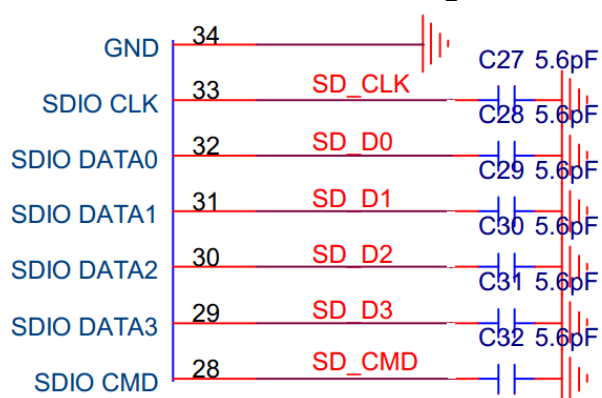 GND 34
C27 5.6pF
SDIO CLK 33 SD_CLK
C28 5.6pF
SDIO DATA0 32 SD_D0
C29 5.6pF
SDIO DATA1 31 SD_D1
C30 5.6pF
SDIO DATA2 30 SD_D2
C31 5.6pF
SDIO DATA3 29 SD_D3
C32 5.6pF
SDIO CMD 28 SD_CMD